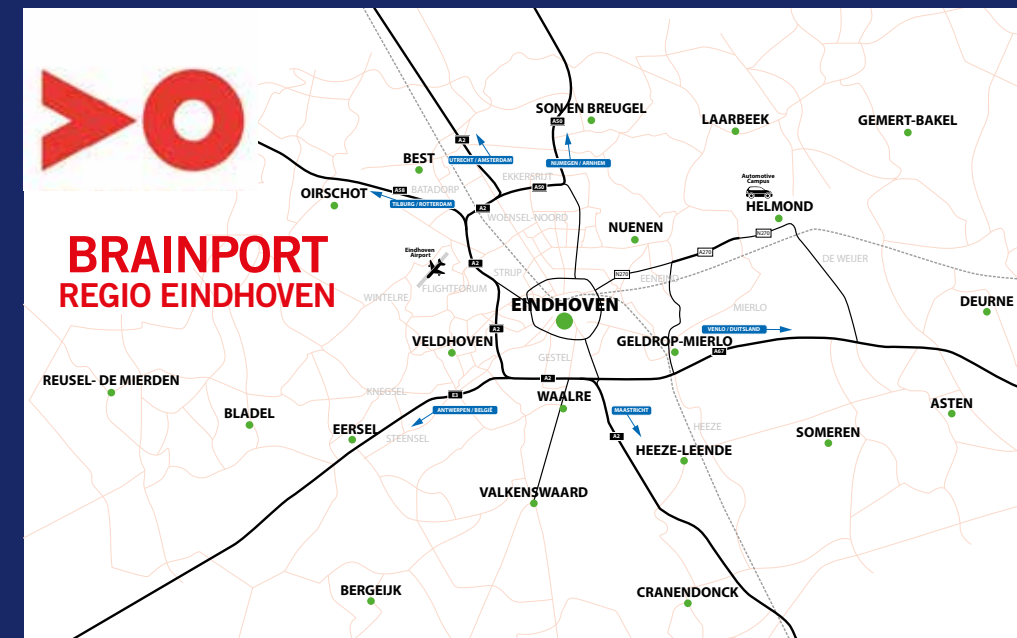 SON EN BREUGEL
A50
LAARBEEK
GEMERT-BAKEL
A2
UTRECHT / AMSTERDAM
NIJMEGEN / ARNHEM
BEST
EKKERSRIJT
A50
Automotive
Campus
BATADORP
A58
OIRSCHOT
TILBURG / ROTTERDAM
A2
WOENSEL-NOORD
HELMOND
NUENEN
N270
BRAINPORT
REGIO EINDHOVEN
Eindhoven
Airport
A2
A270
STRIJP
N270
EENEIND
DE WEIJER
FLIGHTFORUM
WINTELRE
EINDHOVEN
MIERLO
DEURNE
A2
VENLO / DUITSLAND
VELDHOVEN
GELDROP-MIERLO
A67
GESTEL
REUSEL- DE MIERDEN
A2
KNEGSEL
E3
WAALRE
ANTWERPEN / BELGIË
MAASTRICHT
ASTEN
BLADEL
EERSEL
STEENSEL
A2
HEEZE
SOMEREN
HEEZE-LEENDE
VALKENSWAARD
BERGEIJK
CRANENDONCK